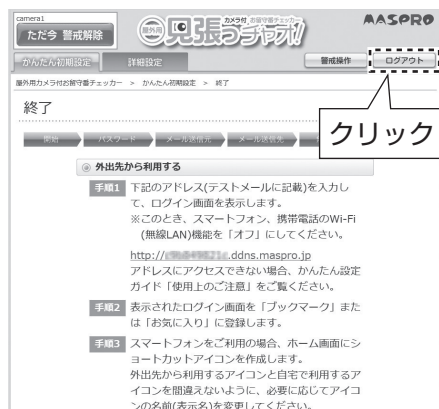 camera1
ただ今 警戒解除
屋外用
見張っチャオ!
カメラ付 お留守番チェッカー
MASPRO
かんたん初期設定
詳細設定
警戒操作
ログアウト
屋外用カメラ付お留守番チェッカー > かんたん初期設定 > 終了
終了
クリック
開始
パスワード
メール送信元
メール送信先
外出先から利用する
手順1 下記のアドレス(テストメールに記載)を入力し
て、ログイン画面を表示します。
※このとき、スマートフォン、携帯電話のWi-Fi
(無線LAN)機能を「オフ」にしてください。
http://.ddns.maspro.jp
アドレスにアクセスできない場合、かんたん設定
ガイド「使用上のご注意」をご覧ください。
手順2 表示されたログイン画面を「ブックマーク」また
は「お気に入り」に登録します。
手順3 スマートフォンをご利用の場合、ホーム画面にシ
ョートカットアイコンを作成します。
外出先から利用するアイコンと自宅で利用するア
イコンを間違えないように、必要に応じてアイコ
ンの名前(表示名)を変更してください。